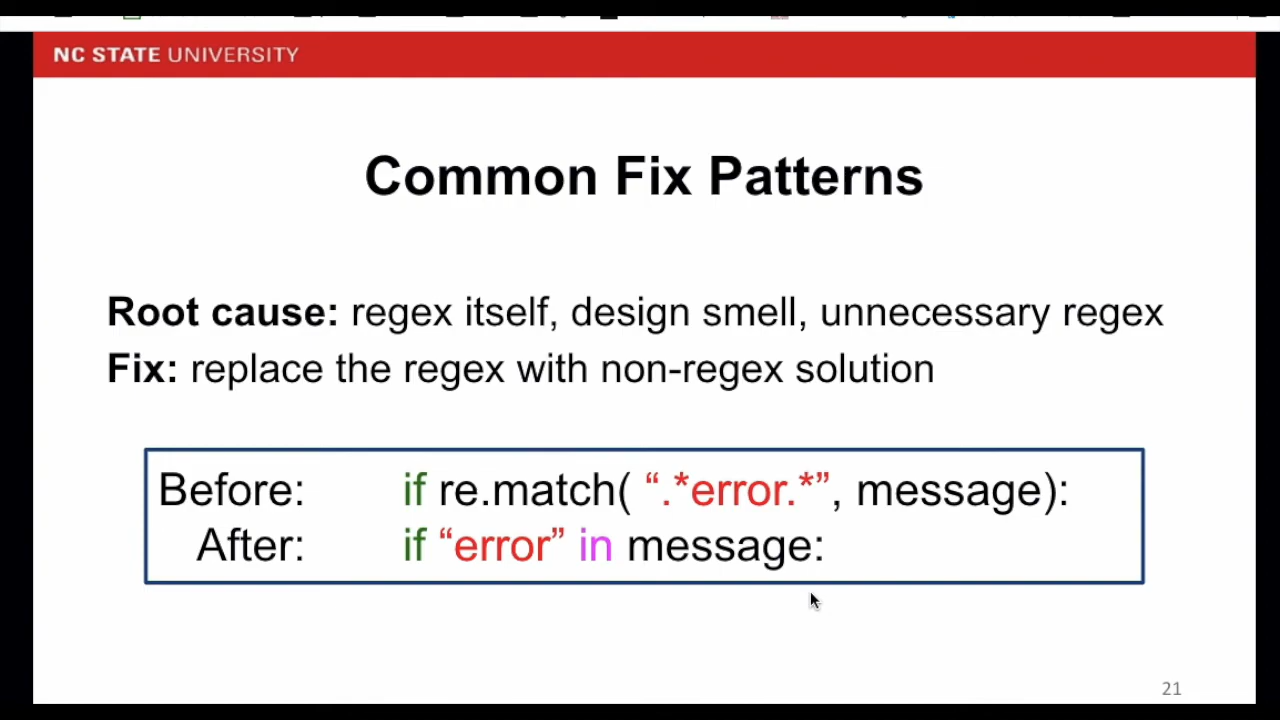 NC STATE UNIVERSITY
Common Fix Patterns
Root cause: regex itself, design smell, unnecessary regex
Fix: replace the regex with non-regex solution
Before: if re.match( “.*error.*”, message):
After: if “error” in message:
21